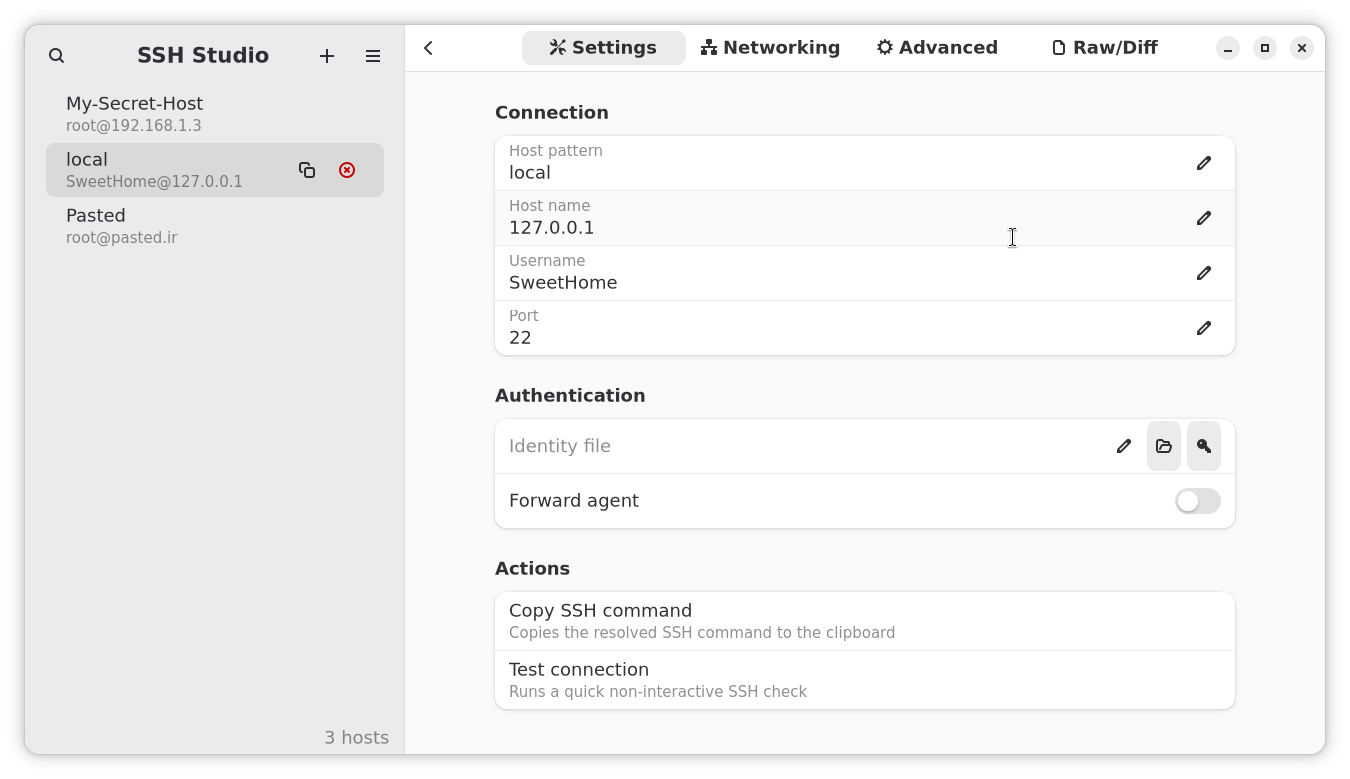 SSH Studio
My-Secret-Host
root@192.168.1.3
local
SweetHome@127.0.0.1
Pasted
root@pasted.ir
3 hosts
Settings
Networking
Advanced
Raw/Diff
Connection
Host pattern
local
Host name
127.0.0.1
Username
SweetHome
Port
22
Authentication
Identity file
Forward agent
Actions
Copy SSH command
Copies the resolved SSH command to the clipboard
Test connection
Runs a quick non-interactive SSH check